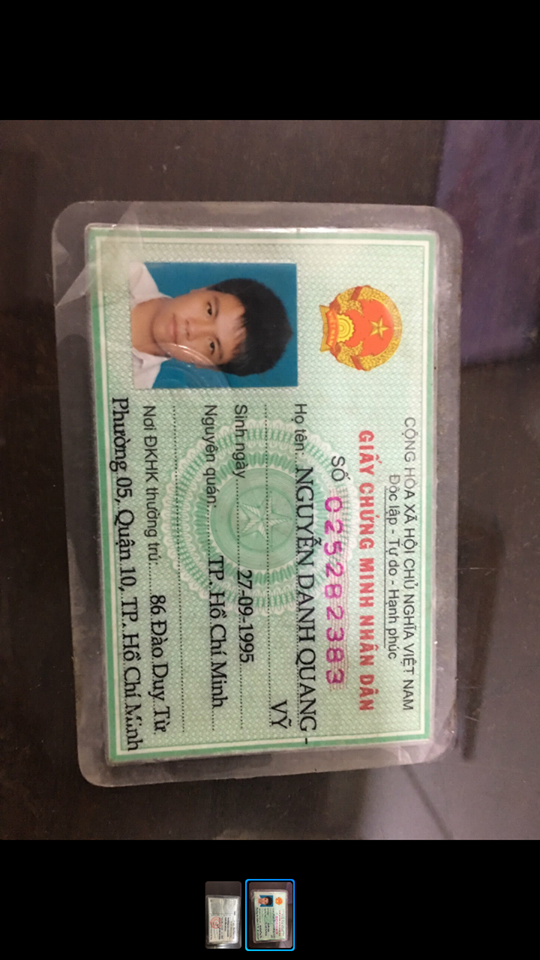 CỘNG HÒA XÃ HỘI CHỦ NGHĨA VIỆT NAM
Độc lập - Tự do - Hạnh phúc
GIẤY CHỨNG MINH NHÂN DÂN
SỐ 025282383
Họ tên: NGUYỄN DANH QUANG
VỸ
Sinh ngày 27-09-1995
Nguyên quán: TP. Hồ Chí Minh
Nơi ĐKHK thường trú: 86 Đào Duy Từ
Phường 05, Quận 10, TP. Hồ Chí Minh